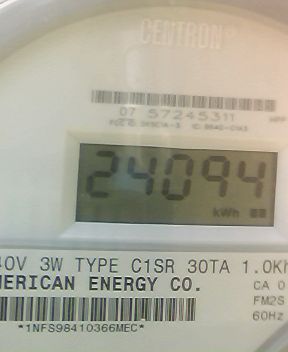 CENTRON®
07 57245311
24094
kWh
40V 3W TYPE C1SR 30TA 1.0Kh
MERICAN ENERGY CO.
CA 0
FM2S
60Hz
*1NFS98410366MEC*